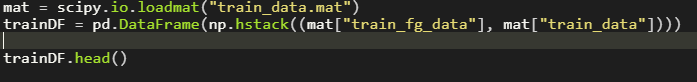 mat = scipy.io.loadmat("train_data.mat")
trainDF = pd.DataFrame(np.hstack((mat["train_fg_data"], mat["train_data"])))
trainDF.head()